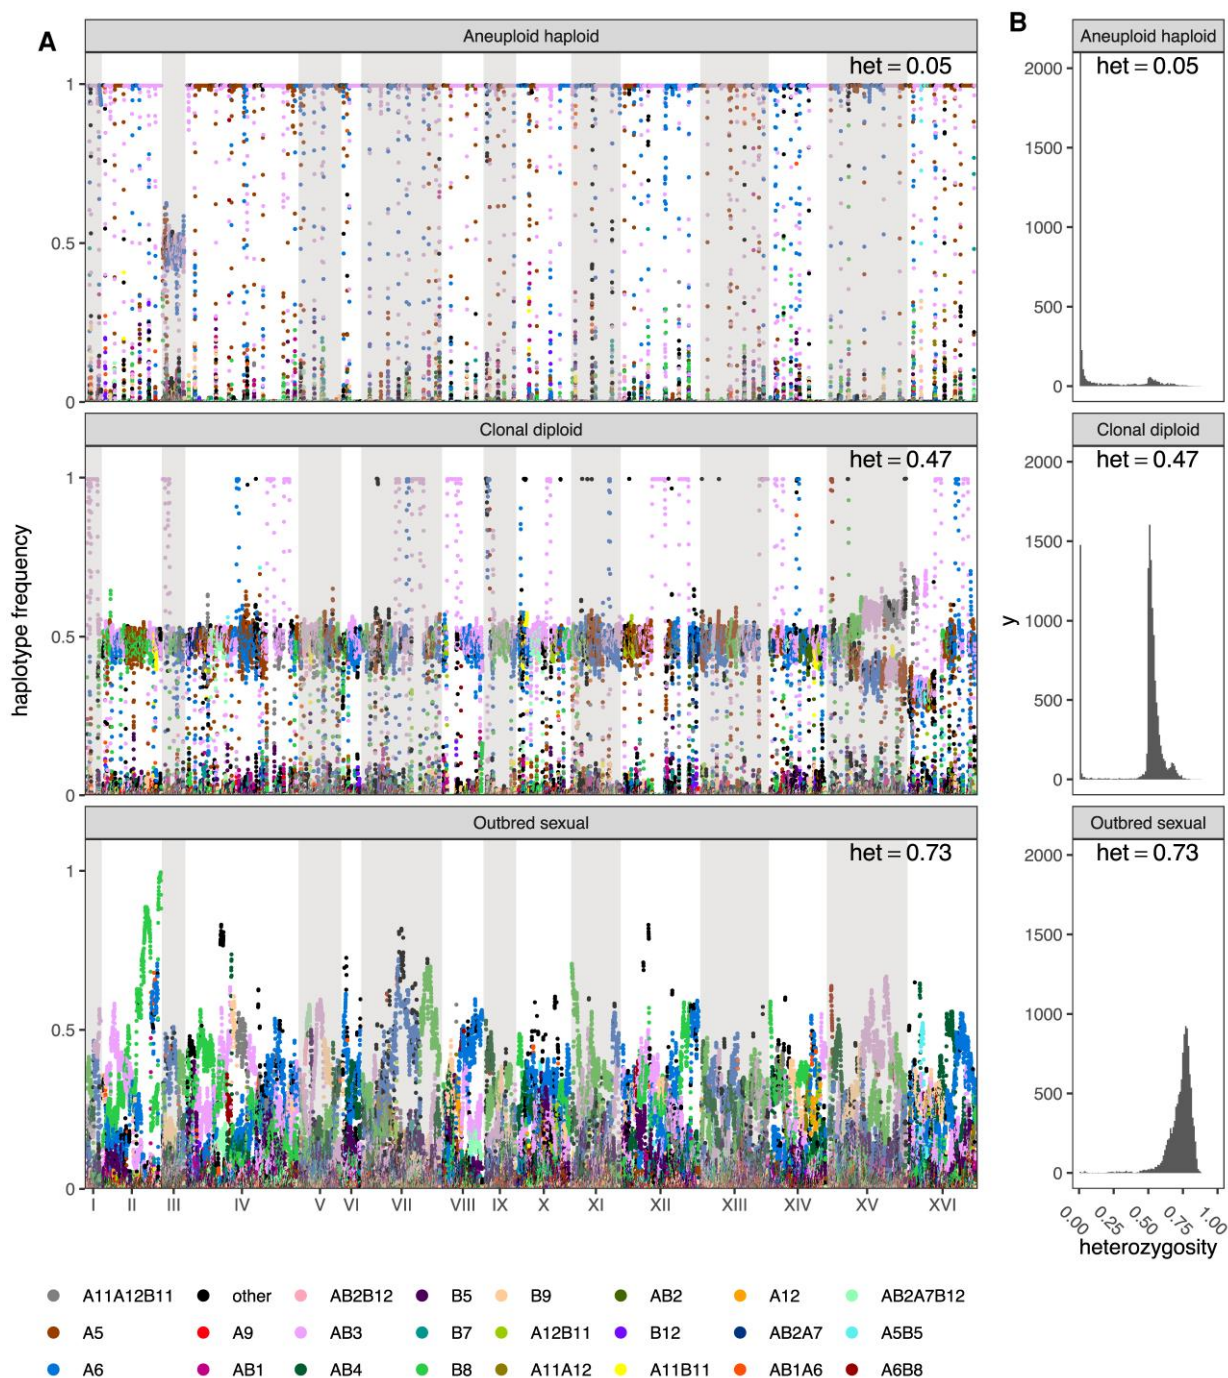 A
B
Aneuploid haploid
Aneuploid haploid
het = 0.05
het = 0.05
1
0.5
0
2000
1500
1000
500
0
Clonal diploid
Clonal diploid
het = 0.47
het = 0.47
1
0.5
0
2000
1500
1000
500
0
haplotype frequency
y
Outbred sexual
Outbred sexual
het = 0.73
het = 0.73
1
0.5
0
2000
1500
1000
500
0
I II III IV V VI VII VIII IX X XI XII XIII XIV XV XVI
0.00 0.25 0.50 0.75 1.00
heterozygosity
A11A12B11 other AB2B12 B5 B9 AB2 A12 AB2A7B12
A5 A9 AB3 B7 A12B11 B12 AB2A7 A5B5
A6 AB1 AB4 B8 A11A12 A11B11 AB1A6 A6B8